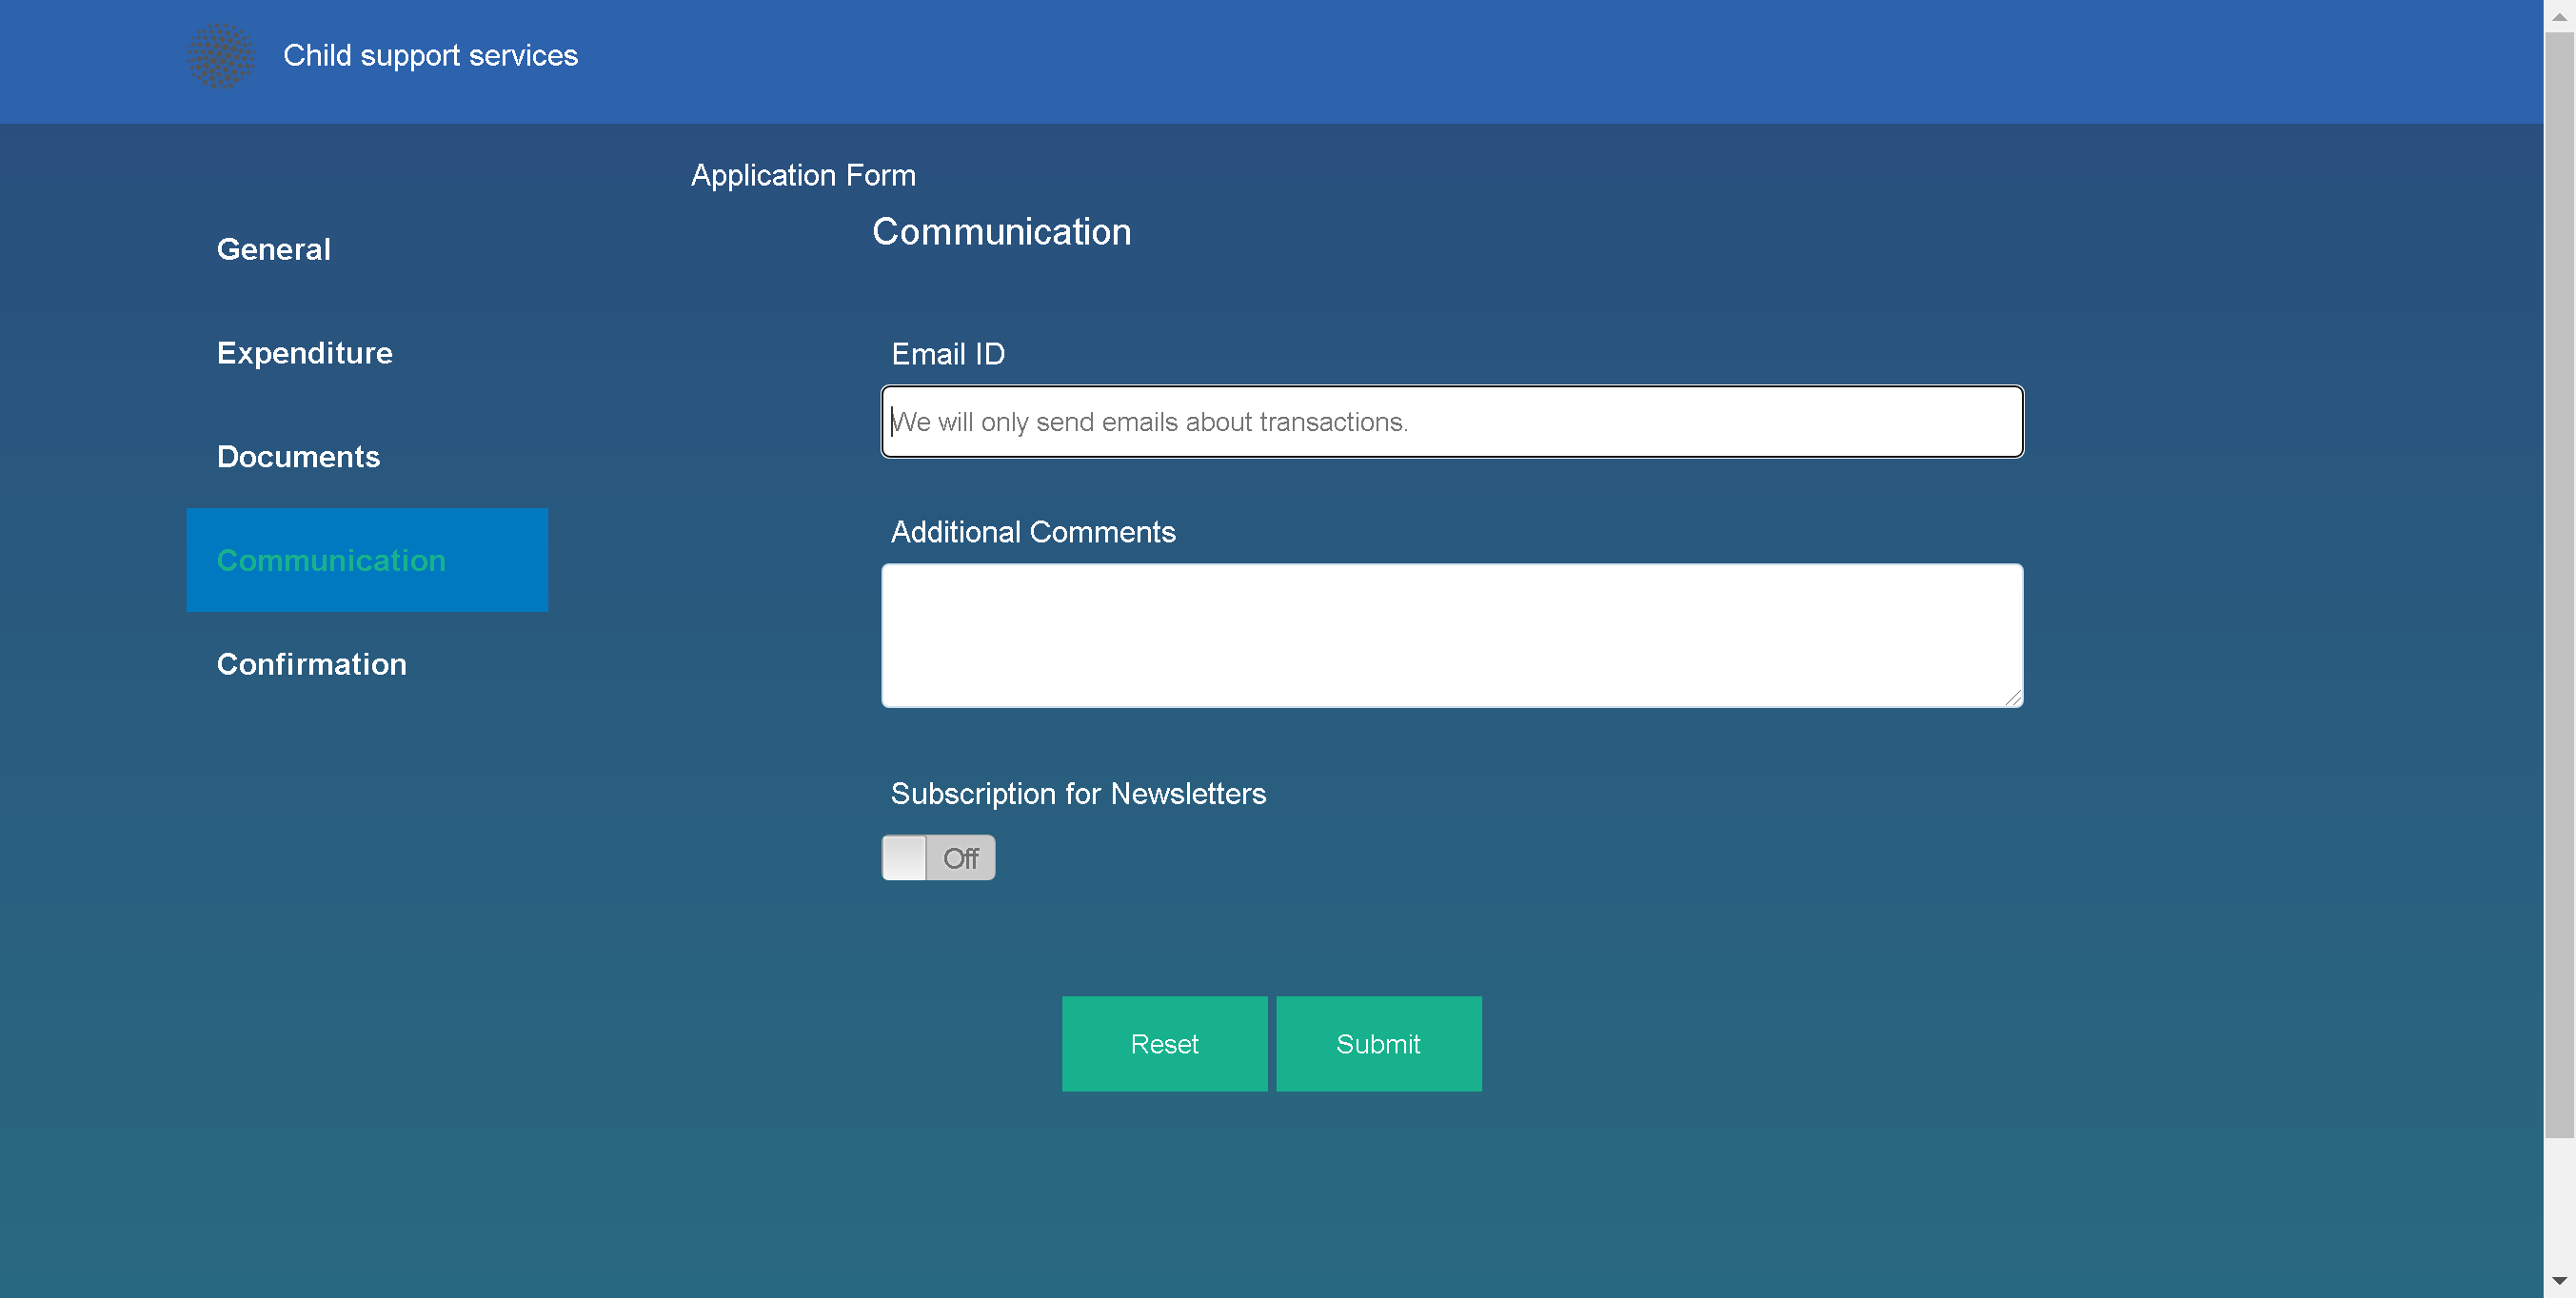 Child support services
Application Form
Communication
General
Expenditure
Documents
Communication
Confirmation
Email ID
We will only send emails about transactions.
Additional Comments
Subscription for Newsletters
Off
Reset
Submit